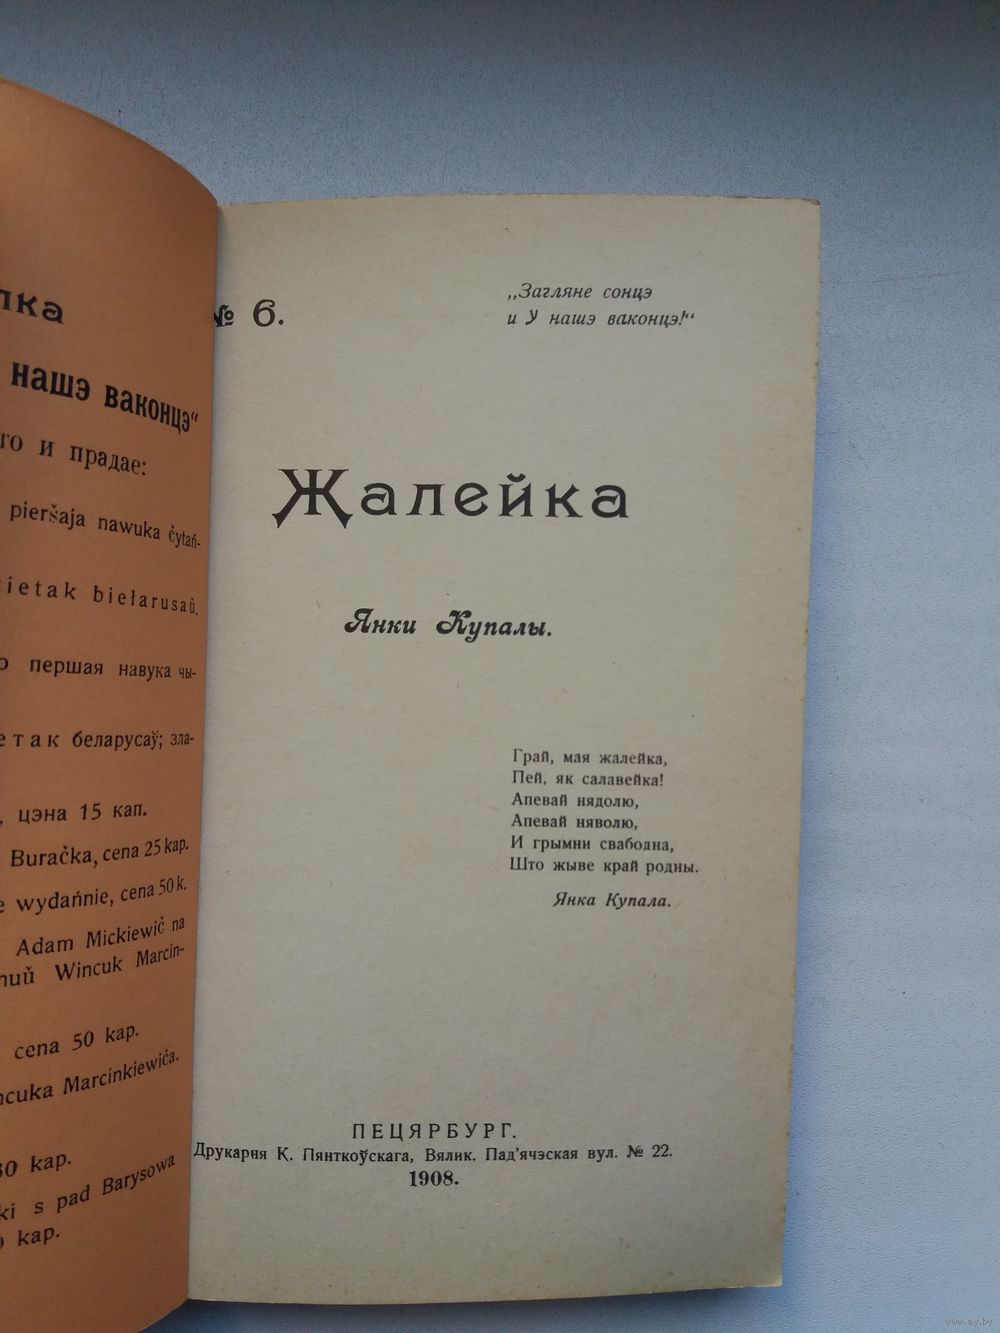 лка
нашэ ваконцэ“
го и прадае:
pieršaja nawuka čytań-
ietak biełarusaŭ,
першая навука чы-
етак беларусаў; зла-
, цэна 15 кап.
Buračka, cena 25 kap.
wydańnie, cena 50 k.
Adam Mickiewič na
Wincuk Marcin-
cena 50 kap.
ncuka Marcinkiewiča.
30 kap.
ki s pad Barysowa
kap.
№ 6.
„Загляне сонцэ
и У нашэ ваконцэ!“
Жалейка
Янки Купалы.
Грай, мая жалейка,
Пей, як салавейка!
Апевай нядолю,
Апевай няволю,
И грымни свабодна,
Што жыве край родны.
Янка Купала.
ПЕЦЯРБУРГ.
Друкарня К. Пянткоўскага, Вялик. Пад’ячэская вул. № 22.
1908.
www.ay.by